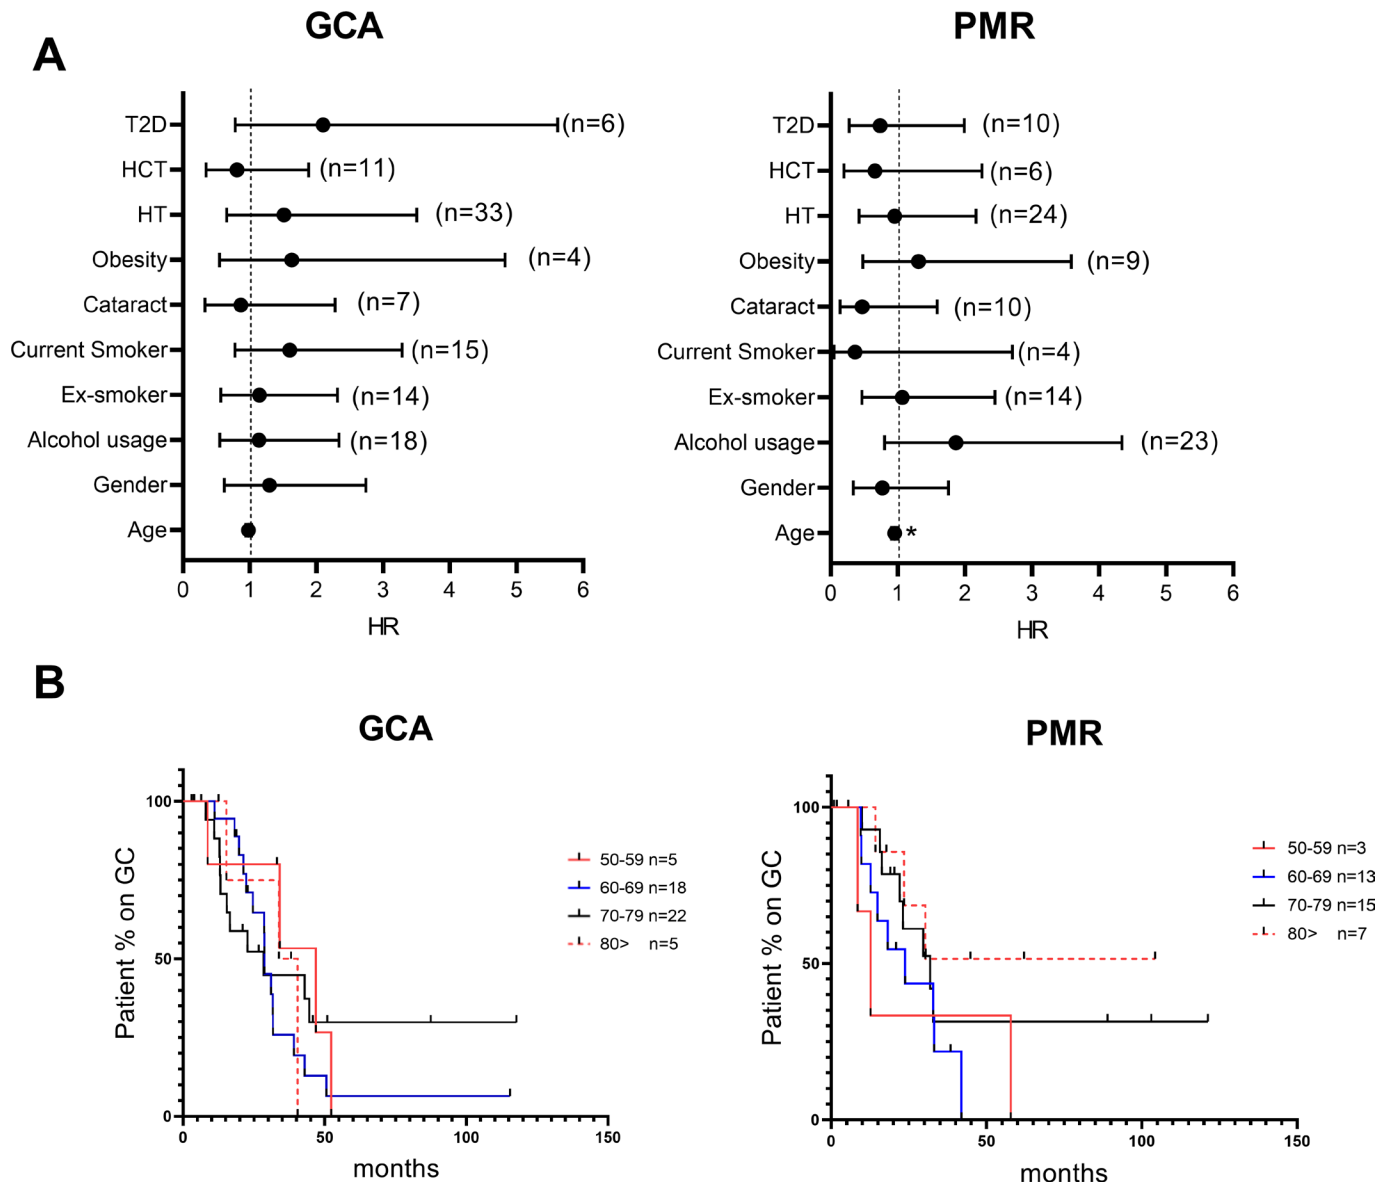 GCA
PMR
A
T2D
(n=6)
HCT
(n=11)
HT
(n=33)
Obesity
(n=4)
Cataract
(n=7)
Current Smoker
(n=15)
Ex-smoker
(n=14)
Alcohol usage
(n=18)
Gender
Age
0 1 2 3 4 5 6
HR
T2D
(n=10)
HCT
(n=6)
HT
(n=24)
Obesity
(n=9)
Cataract
(n=10)
Current Smoker
(n=4)
Ex-smoker
(n=14)
Alcohol usage
(n=23)
Gender
Age
*
0 1 2 3 4 5 6
HR
B
GCA
Patient % on GC
100
50
0
0 50 100 150
months
50-59 n=5
60-69 n=18
70-79 n=22
80> n=5
PMR
Patient % on GC
100
50
0
0 50 100 150
months
50-59 n=3
60-69 n=13
70-79 n=15
80> n=7